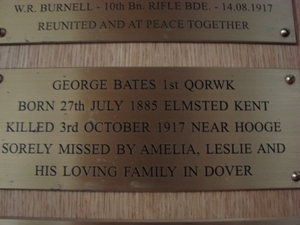 W.R. BURNELL - 10th Bn. RIFLE BDE. - 14.08.1917
REUNITED AND AT PEACE TOGETHER
GEORGE BATES 1st QORWK
BORN 27th JULY 1885 ELMSTED KENT
KILLED 3rd OCTOBER 1917 NEAR HOOGE
SORELY MISSED BY AMELIA, LESLIE AND
HIS LOVING FAMILY IN DOVER